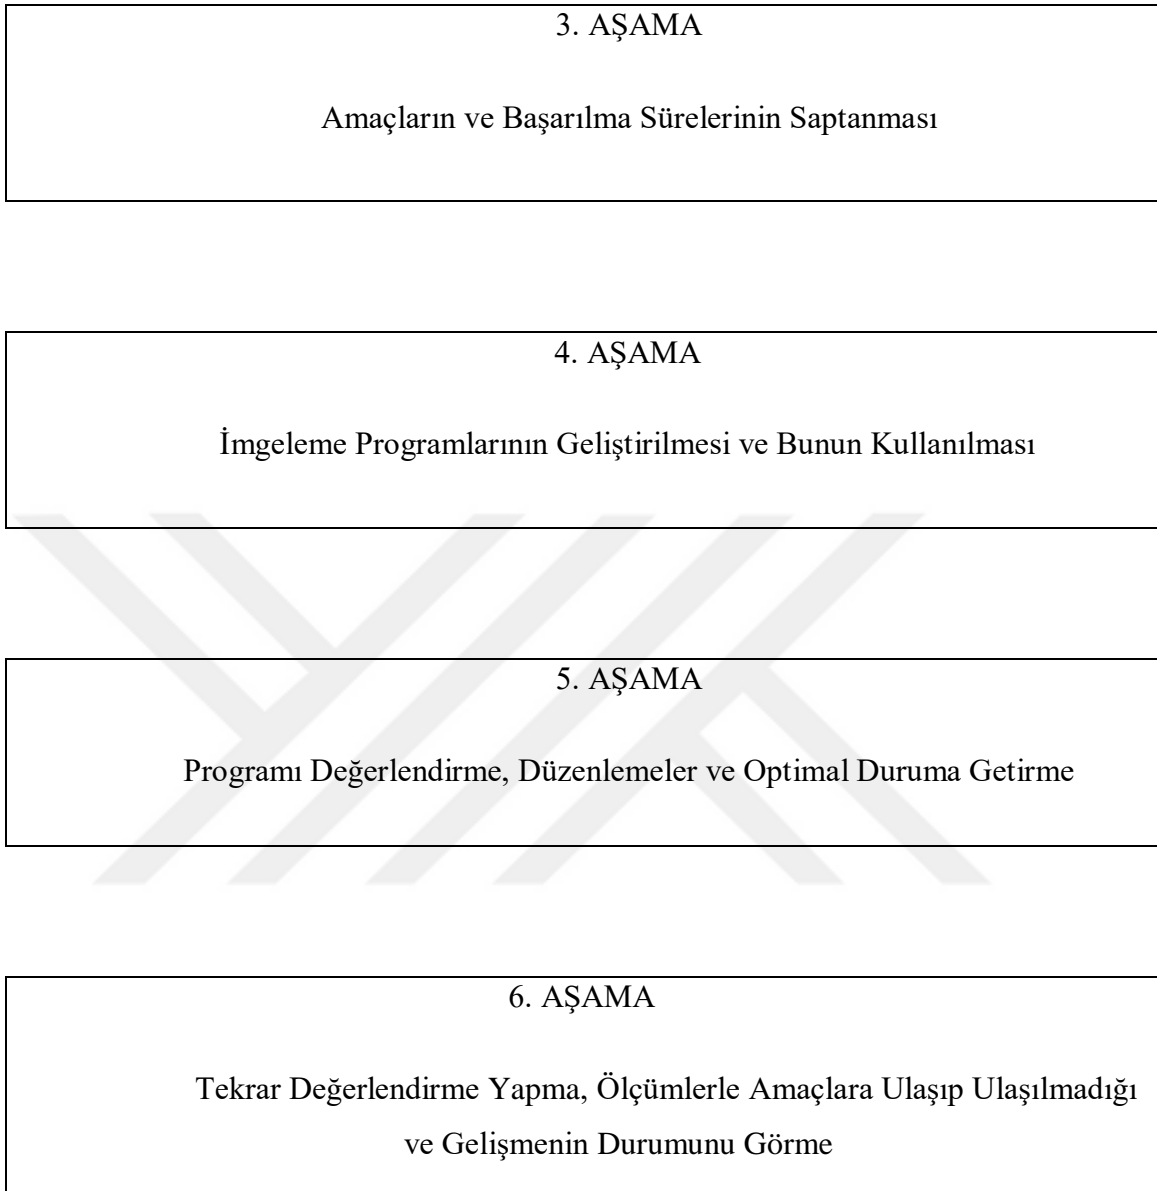 3. AŞAMA
Amaçların ve Başarılma Sürelerinin Saptanması
4. AŞAMA
İmgeleme Programlarının Geliştirilmesi ve Bunun Kullanılması
5. AŞAMA
Programı Değerlendirme, Düzenlemeler ve Optimal Duruma Getirme
6. AŞAMA
Tekrar Değerlendirme Yapma, Ölçümlerle Amaçlara Ulaşıp Ulaşılmadığı
ve Gelişmenin Durumunu Görme